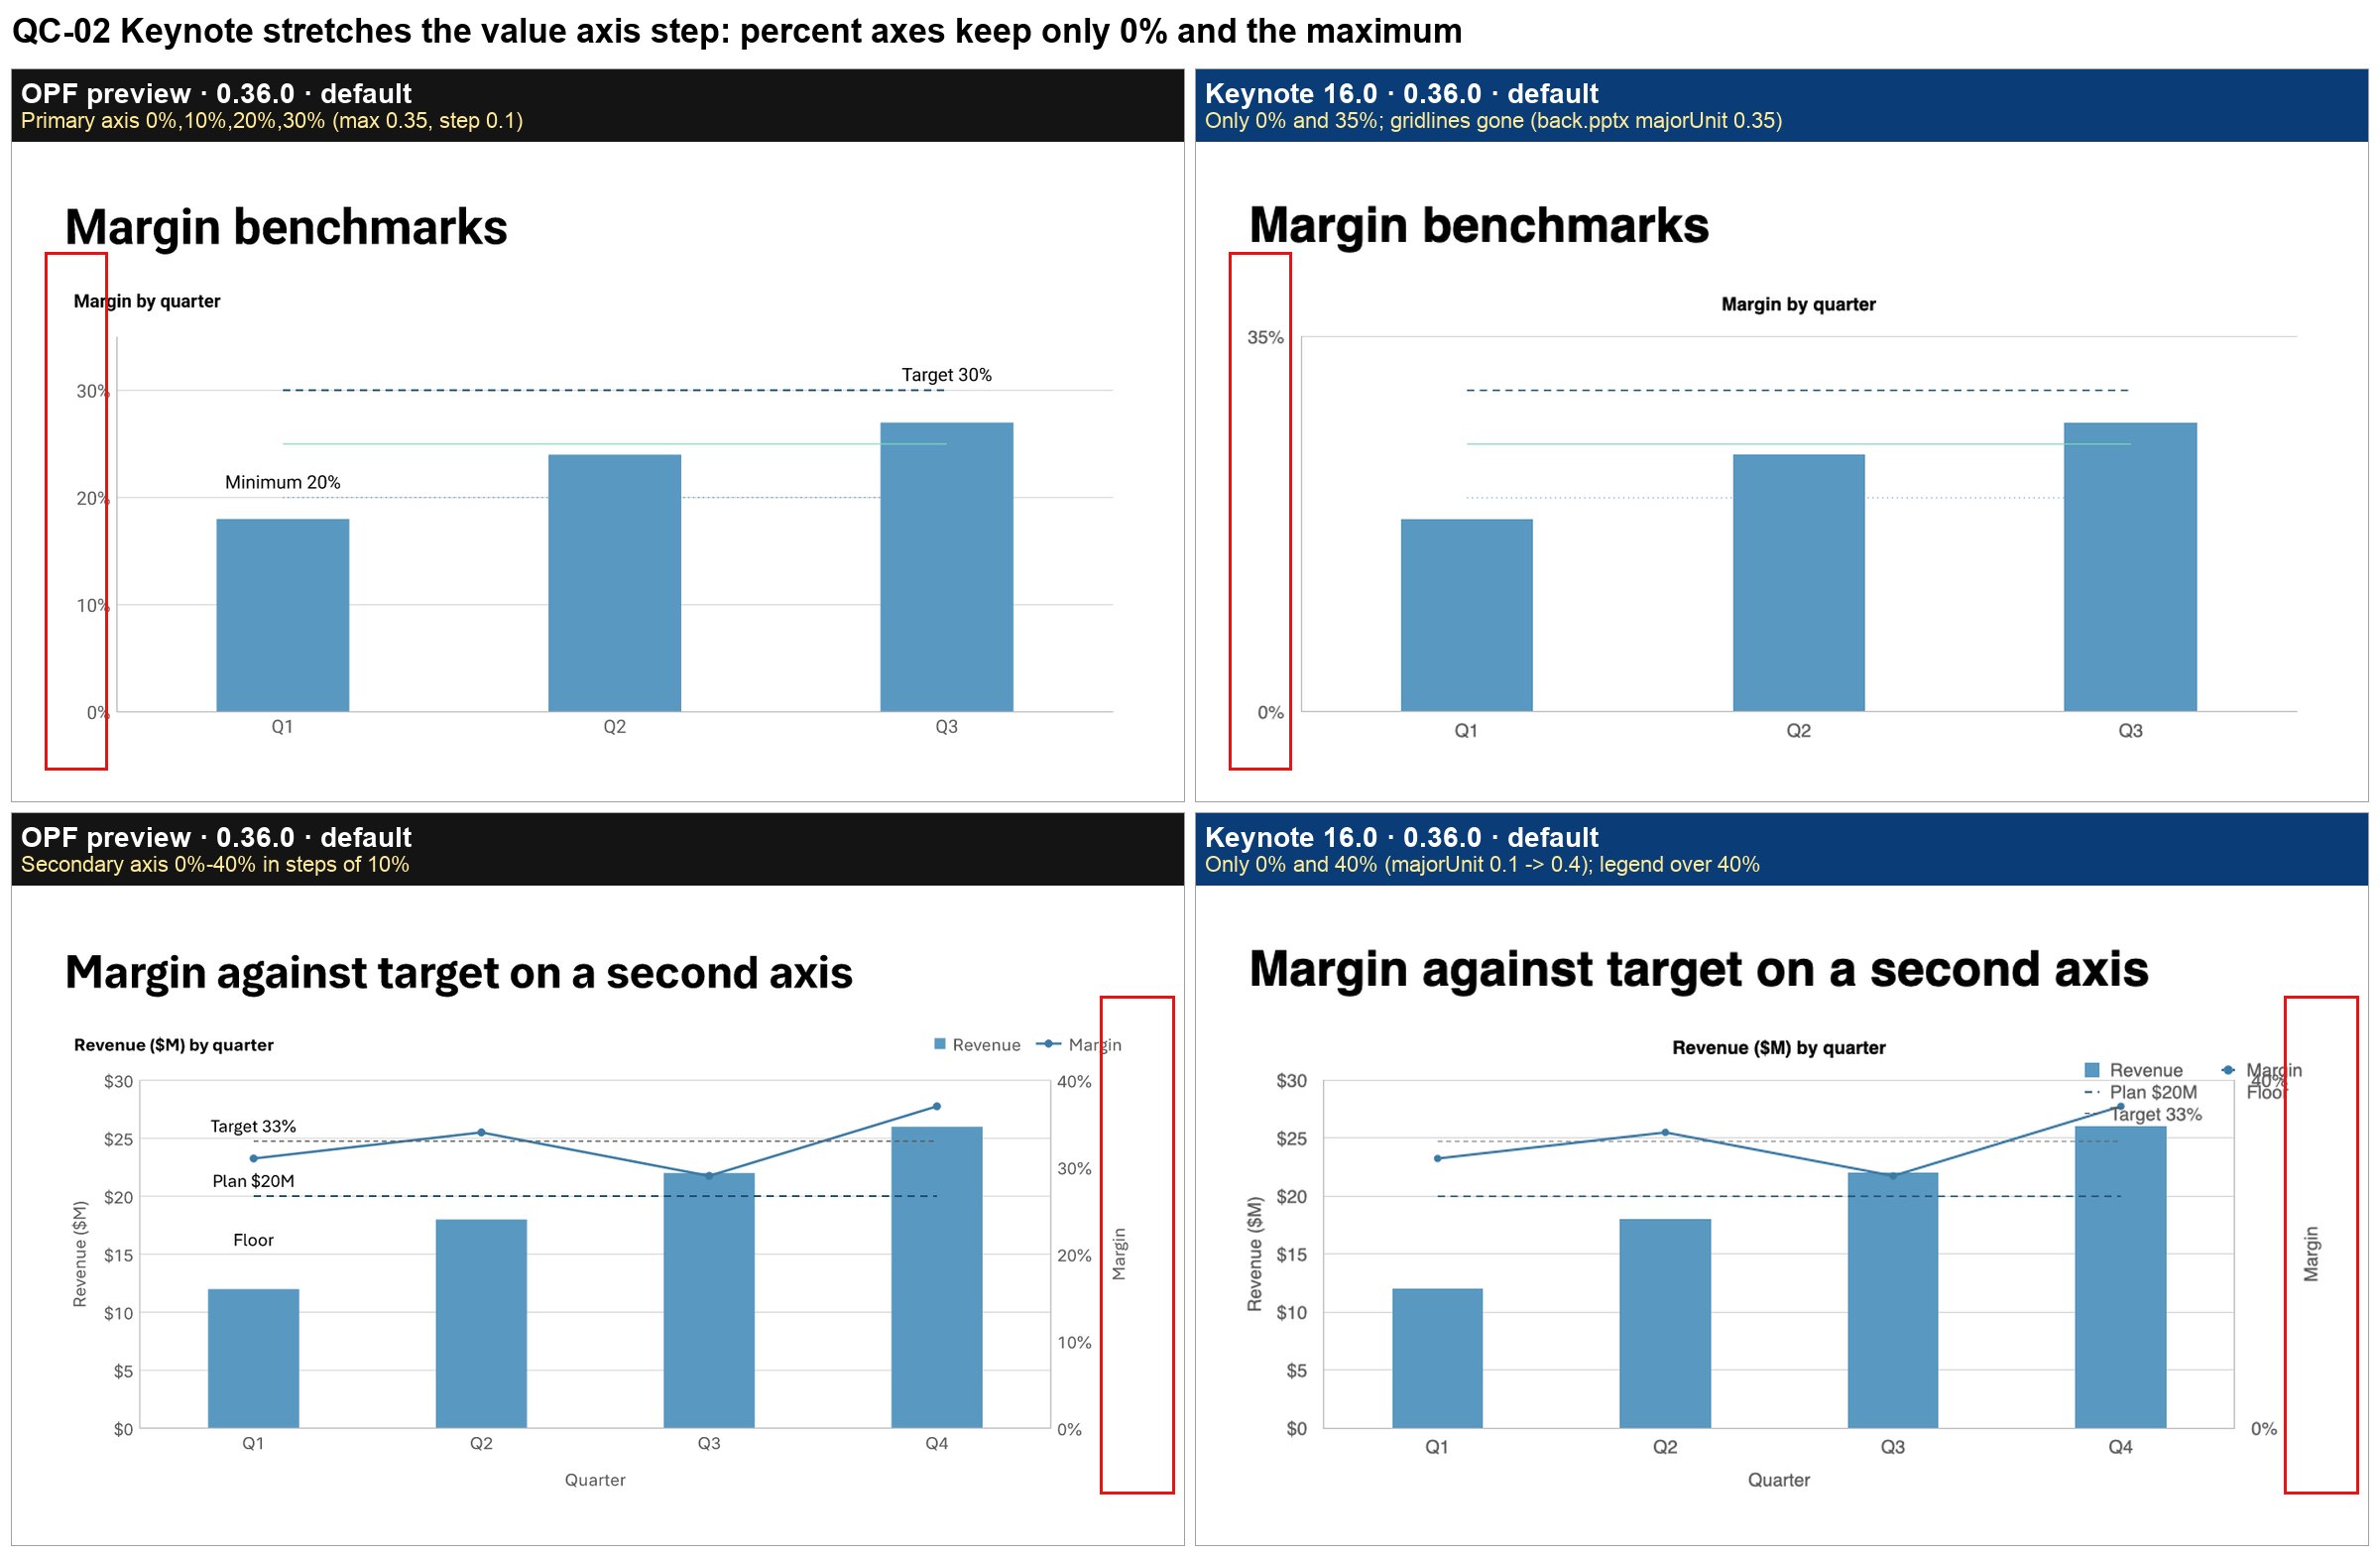 QC-02 Keynote stretches the value axis step: percent axes keep only 0% and the maximum
OPF preview · 0.36.0 · default
Primary axis 0%,10%,20%,30% (max 0.35, step 0.1)
Margin benchmarks
Margin by quarter
Target 30%
30%
Minimum 20%
20%
10%
0%
Q1 Q2 Q3
Keynote 16.0 · 0.36.0 · default
Only 0% and 35%; gridlines gone (back.pptx majorUnit 0.35)
Margin benchmarks
Margin by quarter
35%
0%
Q1 Q2 Q3
OPF preview · 0.36.0 · default
Secondary axis 0%-40% in steps of 10%
Margin against target on a second axis
Revenue ($M) by quarter
Revenue Margin
$30 40%
Target 33%
$25
30%
Plan $20M
$20
Floor
$15 20%
Revenue ($M)
Margin
$10
10%
$5
$0 0%
Q1 Q2 Q3 Q4
Quarter
Keynote 16.0 · 0.36.0 · default
Only 0% and 40% (majorUnit 0.1 -> 0.4); legend over 40%
Margin against target on a second axis
Revenue ($M) by quarter
Revenue Margin
$30 40%
Plan $20M Floor
Target 33%
$25
$20
$15
Revenue ($M)
Margin
$10
$5
$0 0%
Q1 Q2 Q3 Q4
Quarter